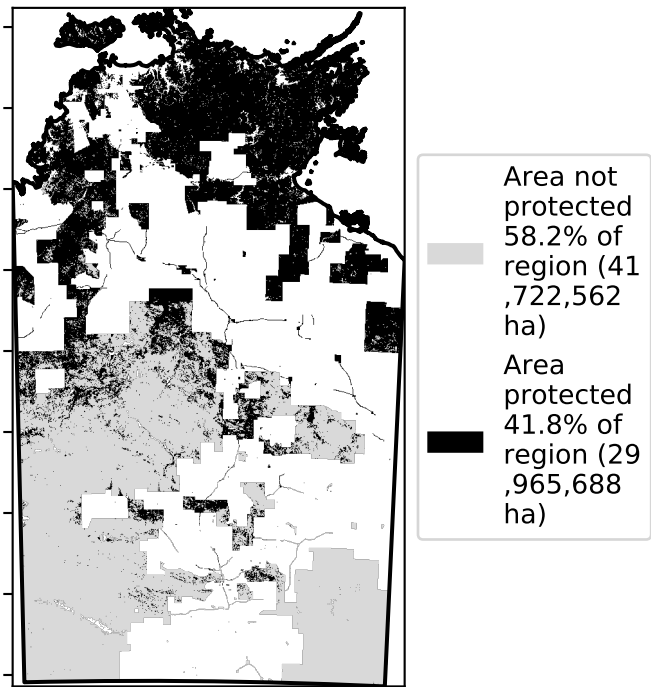 Area not
protected
58.2% of
region (41
,722,562
ha)
Area
protected
41.8% of
region (29
,965,688
ha)